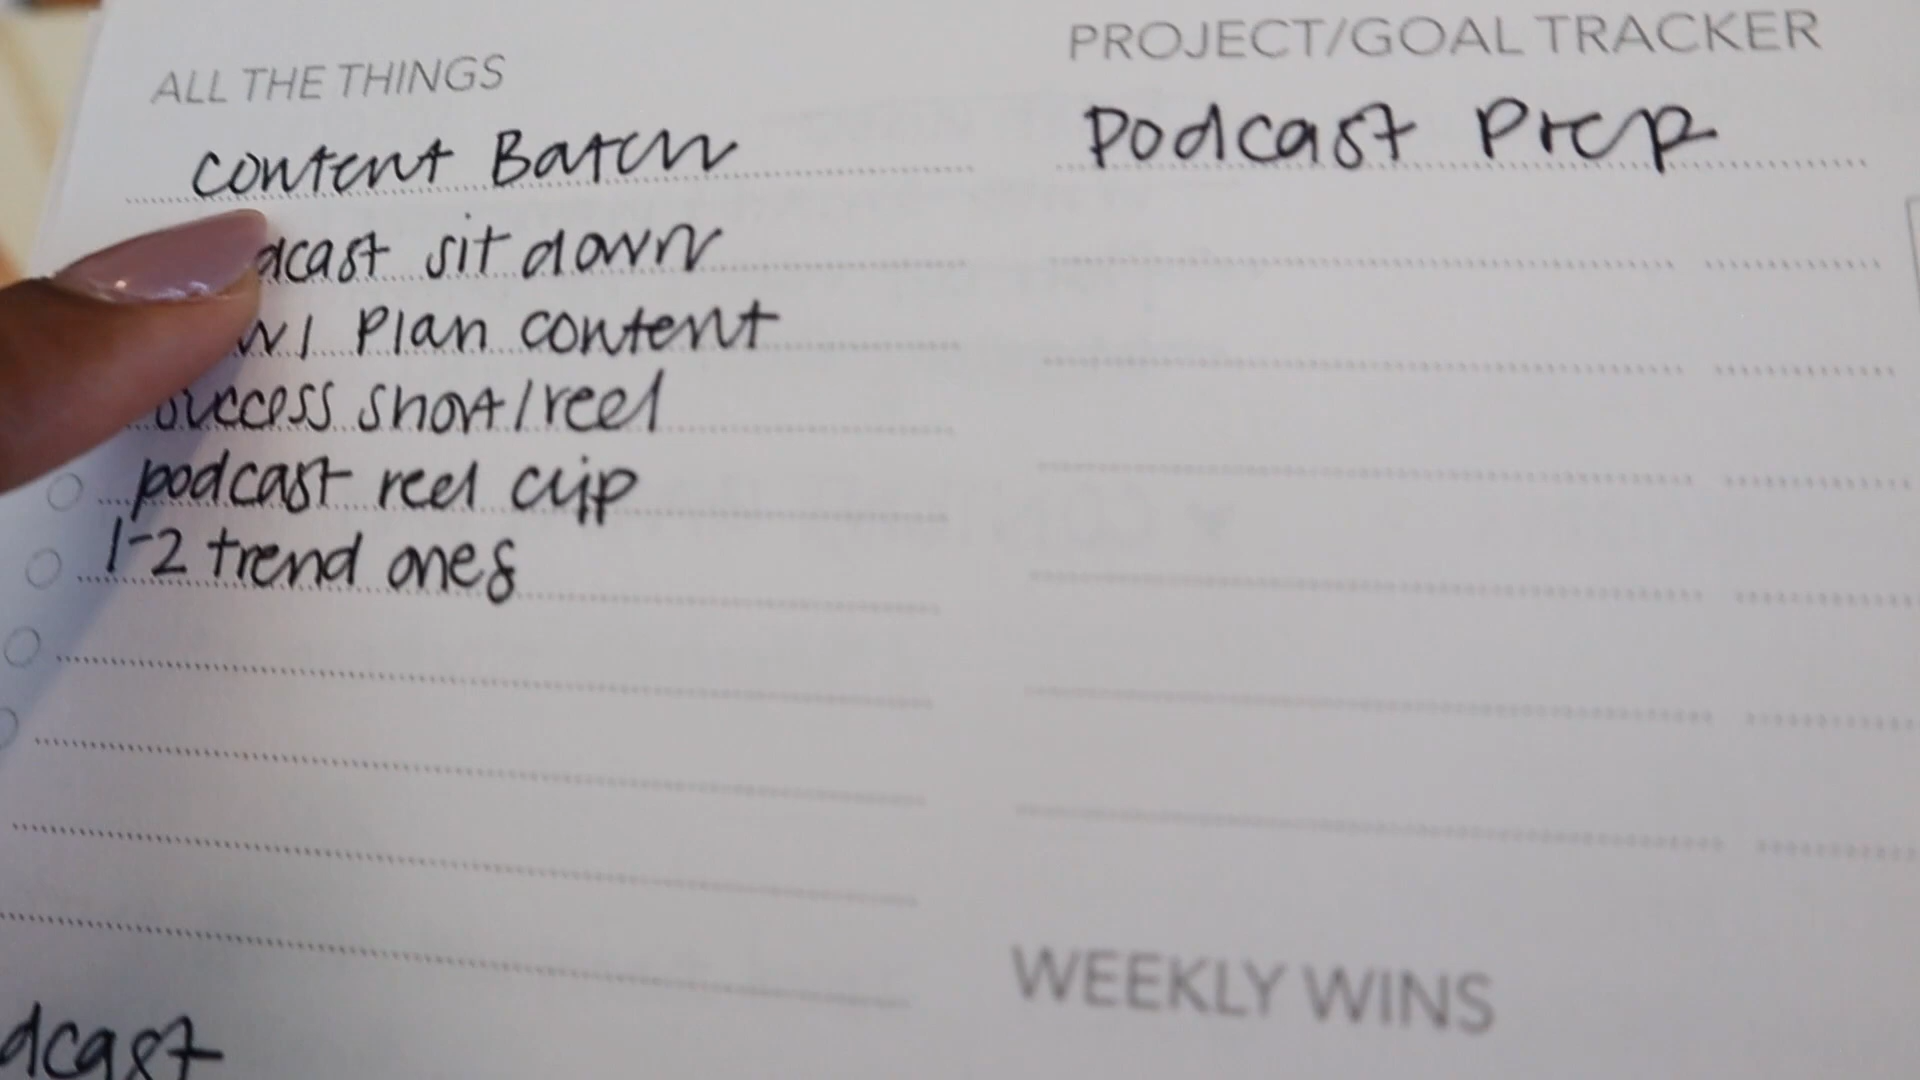 ALL THE THINGS
content Batch
dcast sit down
w/ Plan content
success short/reel
podcast reel clip
1-2 trend ones
dcast
PROJECT/GOAL TRACKER
Podcast Prep
WEEKLY WINS